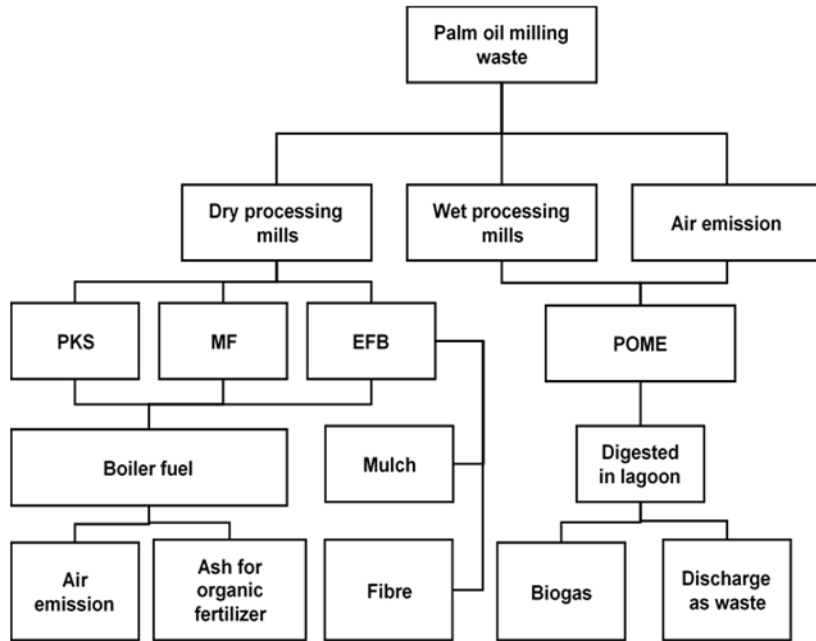 Palm oil milling
waste
Dry processing
mills
Wet processing
mills
Air emission
PKS
MF
EFB
POME
Boiler fuel
Mulch
Digested
in lagoon
Air
emission
Ash for
organic
fertilizer
Fibre
Biogas
Discharge
as waste